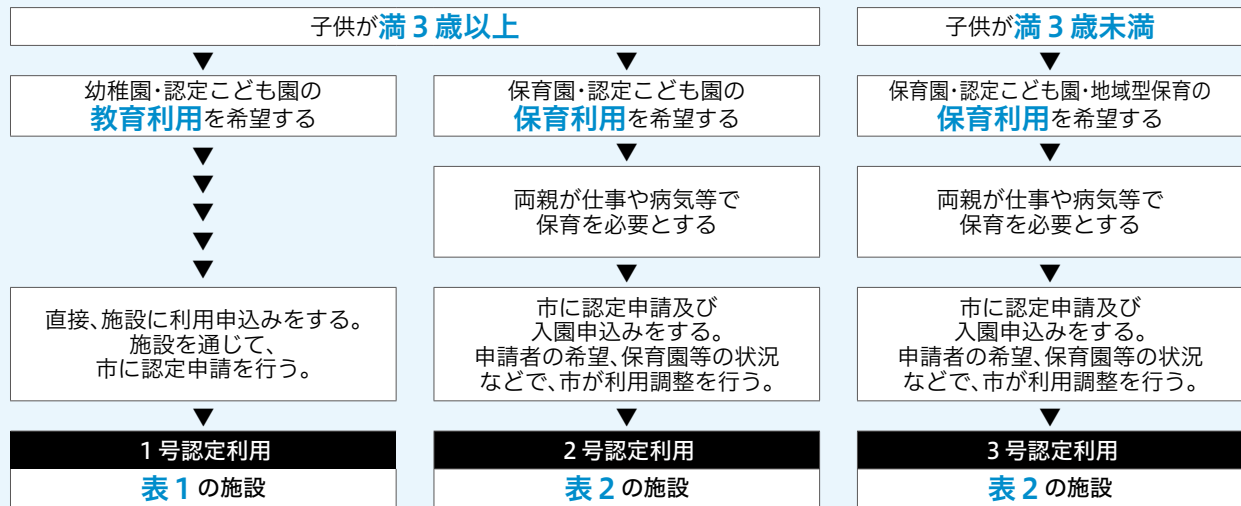 子供が満3歳以上
▼
幼稚園・認定こども園の
教育利用を希望する
▼
▼
▼
▼
▼
直接、施設に利用申込みをする。
施設を通じて、
市に認定申請を行う。
▼
1号認定利用
表1の施設
▼
保育園・認定こども園の
保育利用を希望する
▼
両親が仕事や病気等で
保育を必要とする
▼
市に認定申請及び
入園申込みをする。
申請者の希望、保育園等の状況
などで、市が利用調整を行う。
▼
2号認定利用
表2の施設
子供が満3歳未満
▼
保育園・認定こども園・地域型保育の
保育利用を希望する
▼
両親が仕事や病気等で
保育を必要とする
▼
市に認定申請及び
入園申込みをする。
申請者の希望、保育園等の状況
などで、市が利用調整を行う。
▼
3号認定利用
表2の施設